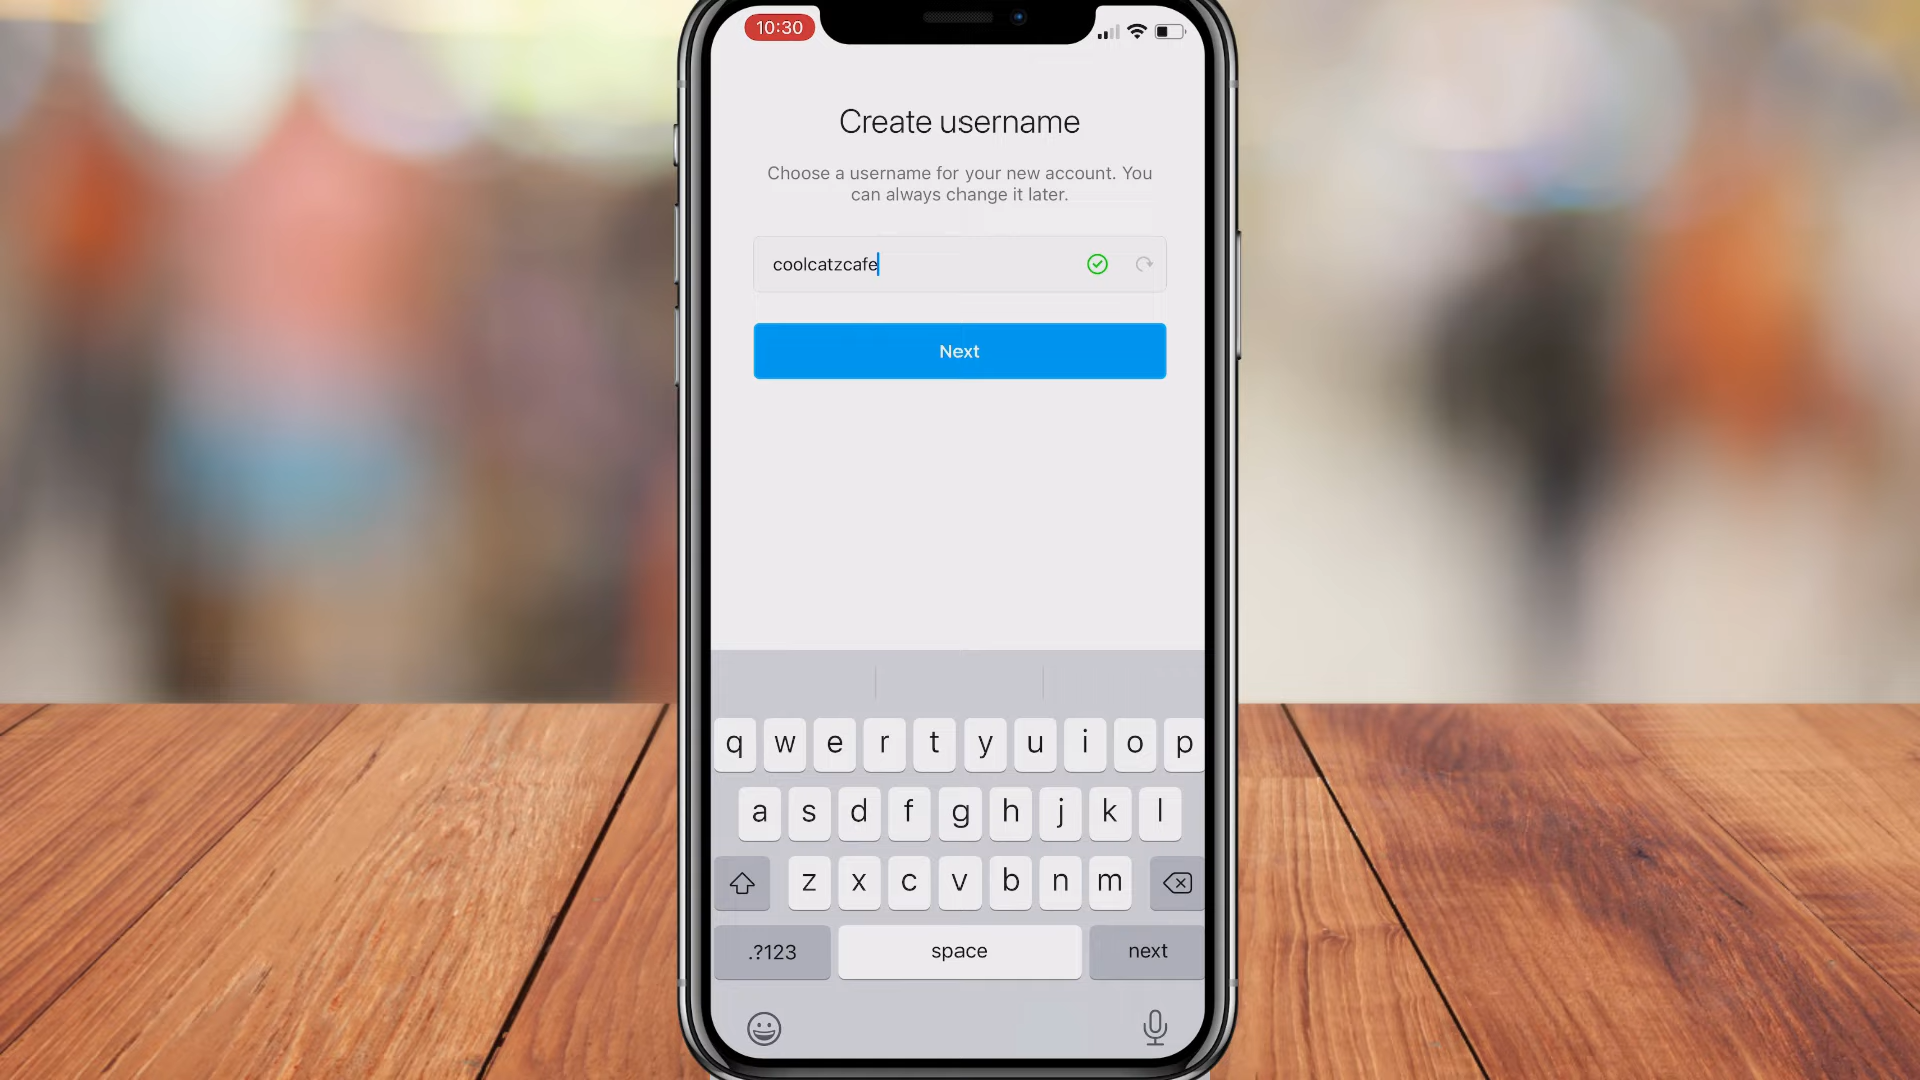 10:30
Create username
Choose a username for your new account. You
can always change it later.
coolcatzcafe
Next
q w e r t y u i o p
a s d f g h j k l
z x c v b n m
.?123 space next